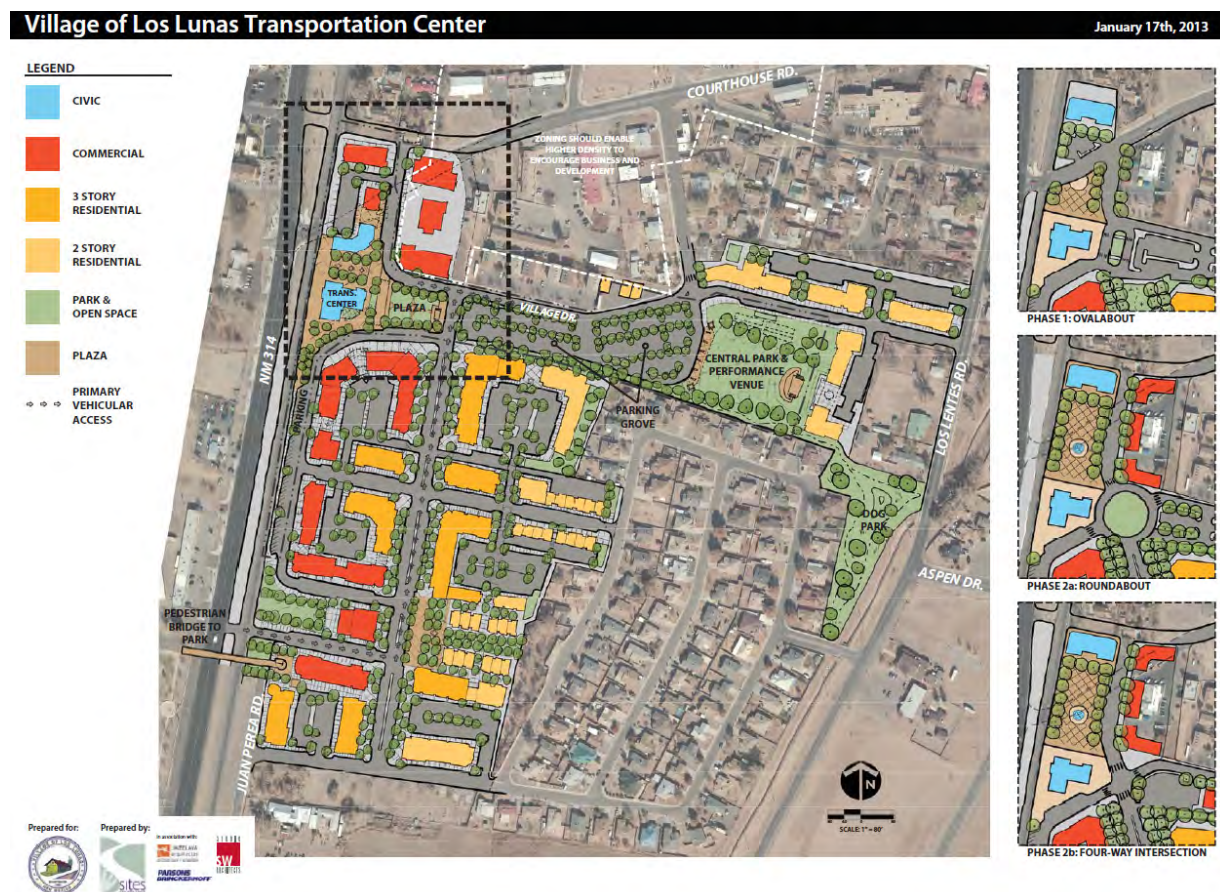 Village of Los Lunas Transportation Center
January 17th, 2013
LEGEND
CIVIC
COMMERCIAL
3 STORY
RESIDENTIAL
2 STORY
RESIDENTIAL
PARK &
OPEN SPACE
PLAZA
PRIMARY
VEHICULAR
ACCESS
COURTHOUSE RD.
ZONING SHOULD ENABLE
HIGHER DENSITY TO
ENCOURAGE BUSINESS AND
DEVELOPMENT
TRANS.
CENTER
PLAZA
VILLAGE DR.
NM 314
PARKING
CENTRAL PARK &
PERFORMANCE
VENUE
PARKING
GROVE
LOS LENTES RD.
DOG
PARK
ASPEN DR.
PEDESTRIAN
BRIDGE TO
PARK
JUAN PEREA RD.
N
SCALE: 1" = 80'
PHASE 1: OVALABOUT
PHASE 2a: ROUNDABOUT
PHASE 2b: FOUR-WAY INTERSECTION
Prepared for:
Prepared by:
in association with:
sites
PARSONS
BRINCKERHOFF
SW